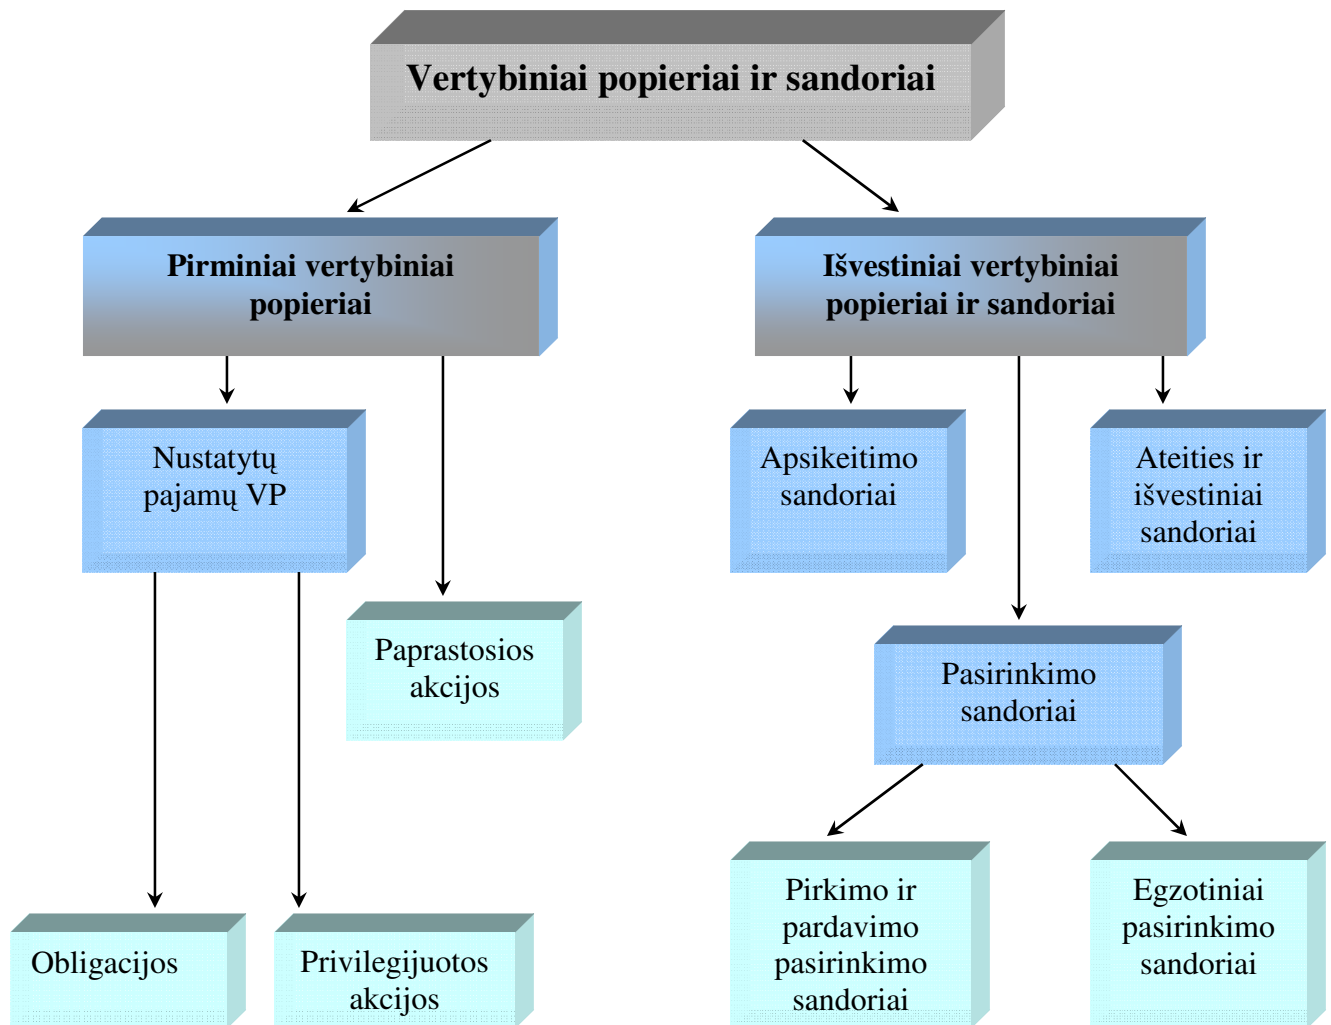 Vertybiniai popieriai ir sandoriai
Pirminiai vertybiniai
popieriai
Išvestiniai vertybiniai
popieriai ir sandoriai
Nustatytų
pajamų VP
Apsikeitimo
sandoriai
Ateities ir
išvestiniai
sandoriai
Paprastosios
akcijos
Pasirinkimo
sandoriai
Obligacijos
Privilegijuotos
akcijos
Pirkimo ir
pardavimo
pasirinkimo
sandoriai
Egzotiniai
pasirinkimo
sandoriai